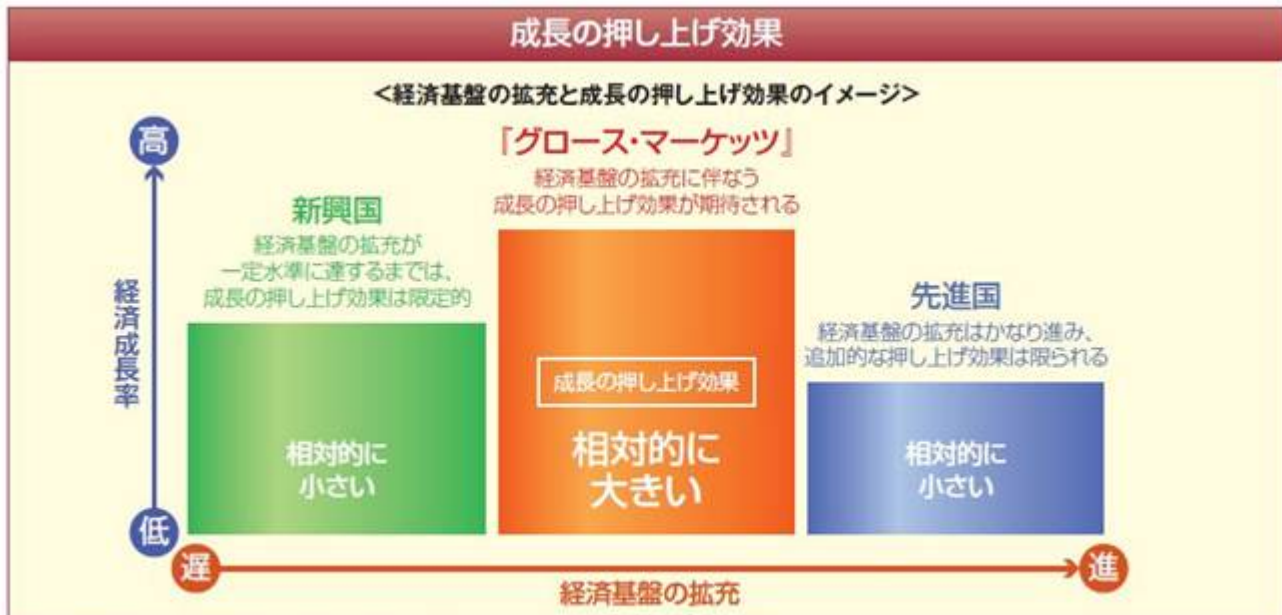 成長の押し上げ効果
<経済基盤の拡充と成長の押し上げ効果のイメージ>
高
『グロース・マーケッツ』
経済基盤の拡充に伴なう
成長の押し上げ効果が期待される
新興国
経済基盤の拡充が
一定水準に達するまでは、
成長の押し上げ効果は限定的
先進国
経済基盤の拡充はかなり進み、
追加的な押し上げ効果は限られる
経済成長率
成長の押し上げ効果
相対的に
小さい
相対的に
大きい
相対的に
小さい
低
遅
進
経済基盤の拡充